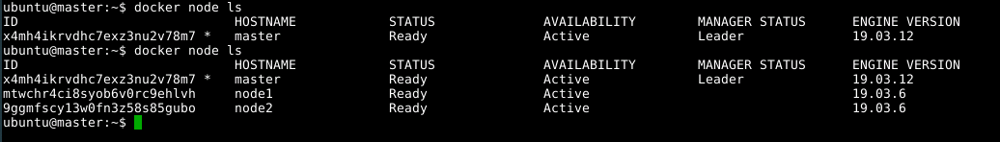 ubuntu@master:~$ docker node ls
ID HOSTNAME STATUS AVAILABILITY MANAGER STATUS ENGINE VERSION
x4mh4ikrvdhc7exz3nu2v78m7 * master Ready Active Leader 19.03.12
ubuntu@master:~$ docker node ls
ID HOSTNAME STATUS AVAILABILITY MANAGER STATUS ENGINE VERSION
x4mh4ikrvdhc7exz3nu2v78m7 * master Ready Active Leader 19.03.12
mtwchr4ci8syob6v0rc9ehlvh node1 Ready Active 19.03.6
9ggmfscy13w0fn3z58s85gubo node2 Ready Active 19.03.6
ubuntu@master:~$